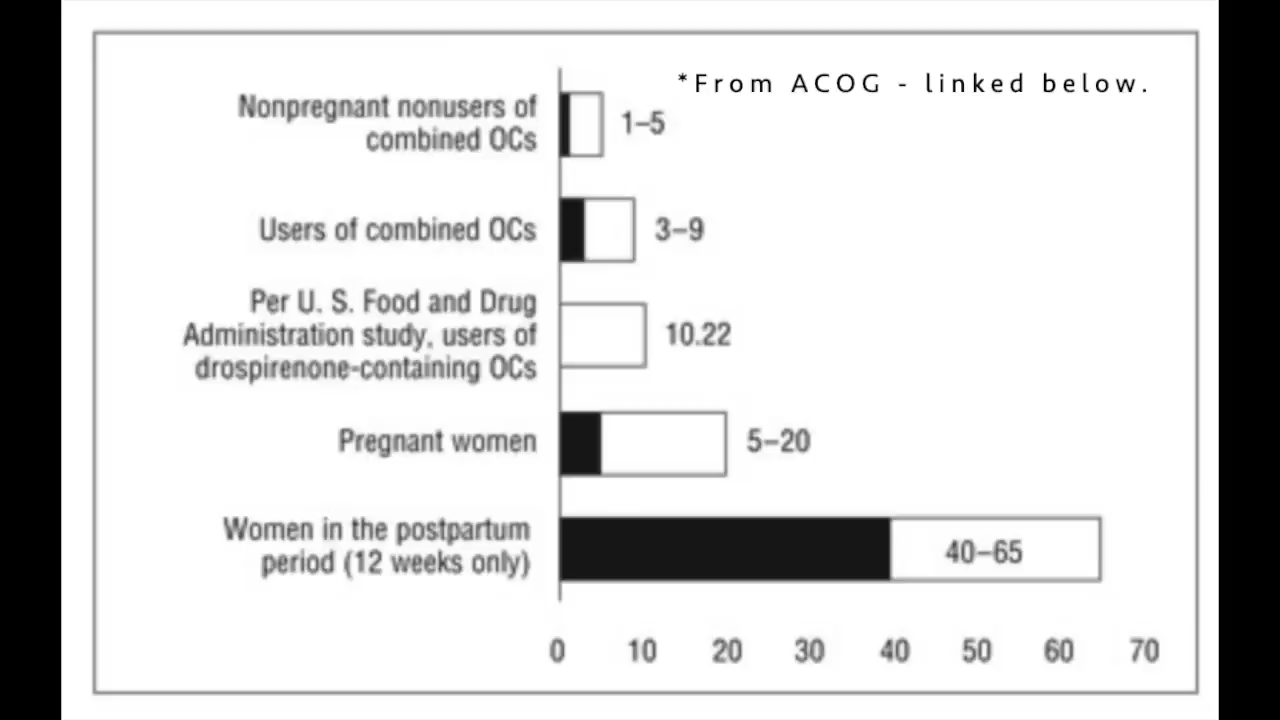 *From ACOG - linked below.
Nonpregnant nonusers of
combined OCs
1–5
Users of combined OCs
3–9
Per U. S. Food and Drug
Administration study, users of
drospirenone-containing OCs
10.22
Pregnant women
5–20
Women in the postpartum
period (12 weeks only)
40–65
0 10 20 30 40 50 60 70